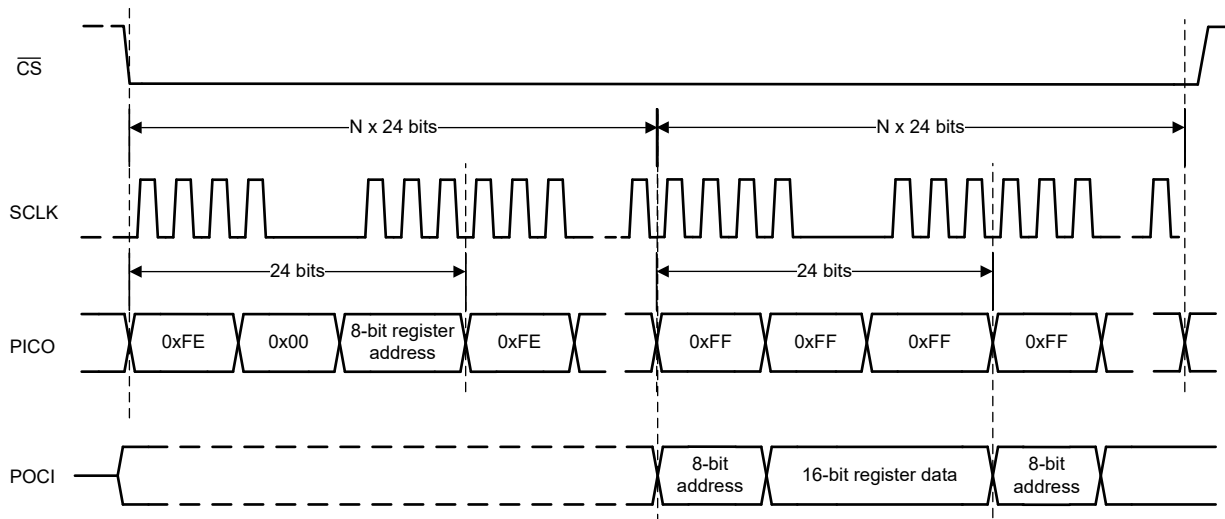 CS
N x 24 bits N x 24 bits
SCLK
24 bits 24 bits
PICO 0xFE 0x00 8-bit register address 0xFE 0xFF 0xFF 0xFF 0xFF
POCI 8-bit address 16-bit register data 8-bit address